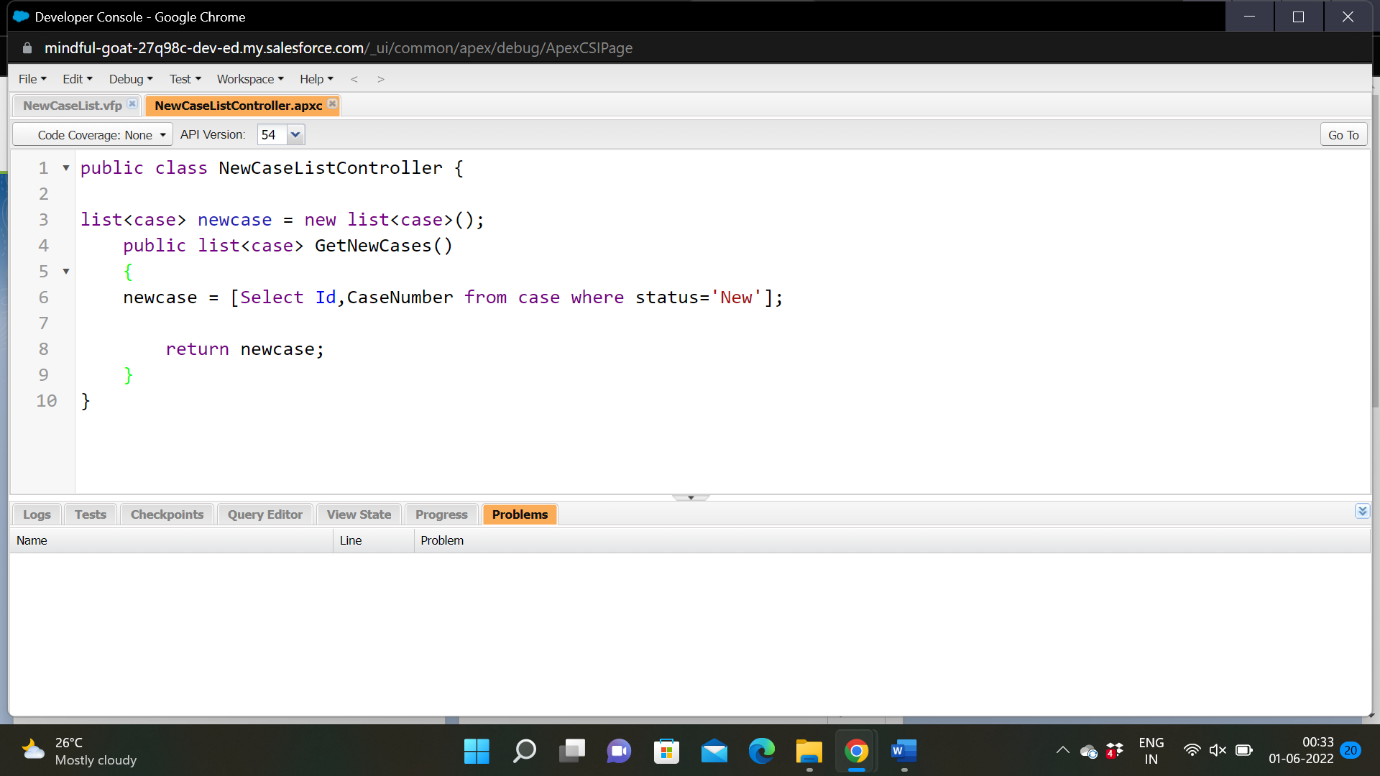 Developer Console - Google Chrome
mindful-goat-27q98c-dev-ed.my.salesforce.com/_ui/common/apex/debug/ApexCSIPage
File Edit Debug Test Workspace Help < >
NewCaseList.vfp NewCaseListController.apxc
Code Coverage: None API Version: 54 Go To
1 public class NewCaseListController {
2
3 list<case> newcase = new list<case>();
4 public list<case> GetNewCases()
5 {
6 newcase = [Select Id,CaseNumber from case where status='New'];
7
8 return newcase;
9 }
10 }
Logs Tests Checkpoints Query Editor View State Progress Problems
Name Line Problem
26°C
Mostly cloudy
W
4
ENG
IN
00:33
01-06-2022
20